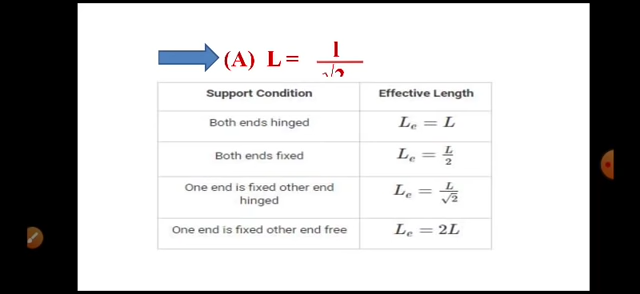 (A) L = l/√2
Support Condition Effective Length
Both ends hinged Lₑ = L
Both ends fixed Lₑ = L/2
One end is fixed other end
hinged Lₑ = L/√2
One end is fixed other end free Lₑ = 2L